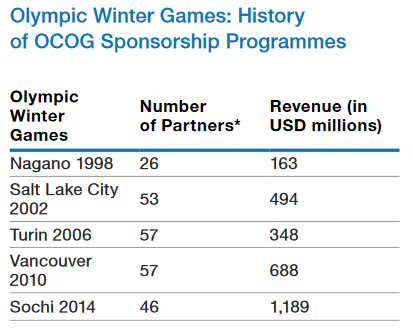 Olympic Winter Games: History
of OCOG Sponsorship Programmes
Olympic
Winter
Games
Number
of Partners*
Revenue (in
USD millions)
Nagano 1998 26 163
Salt Lake City
2002 53 494
Turin 2006 57 348
Vancouver
2010 57 688
Sochi 2014 46 1,189